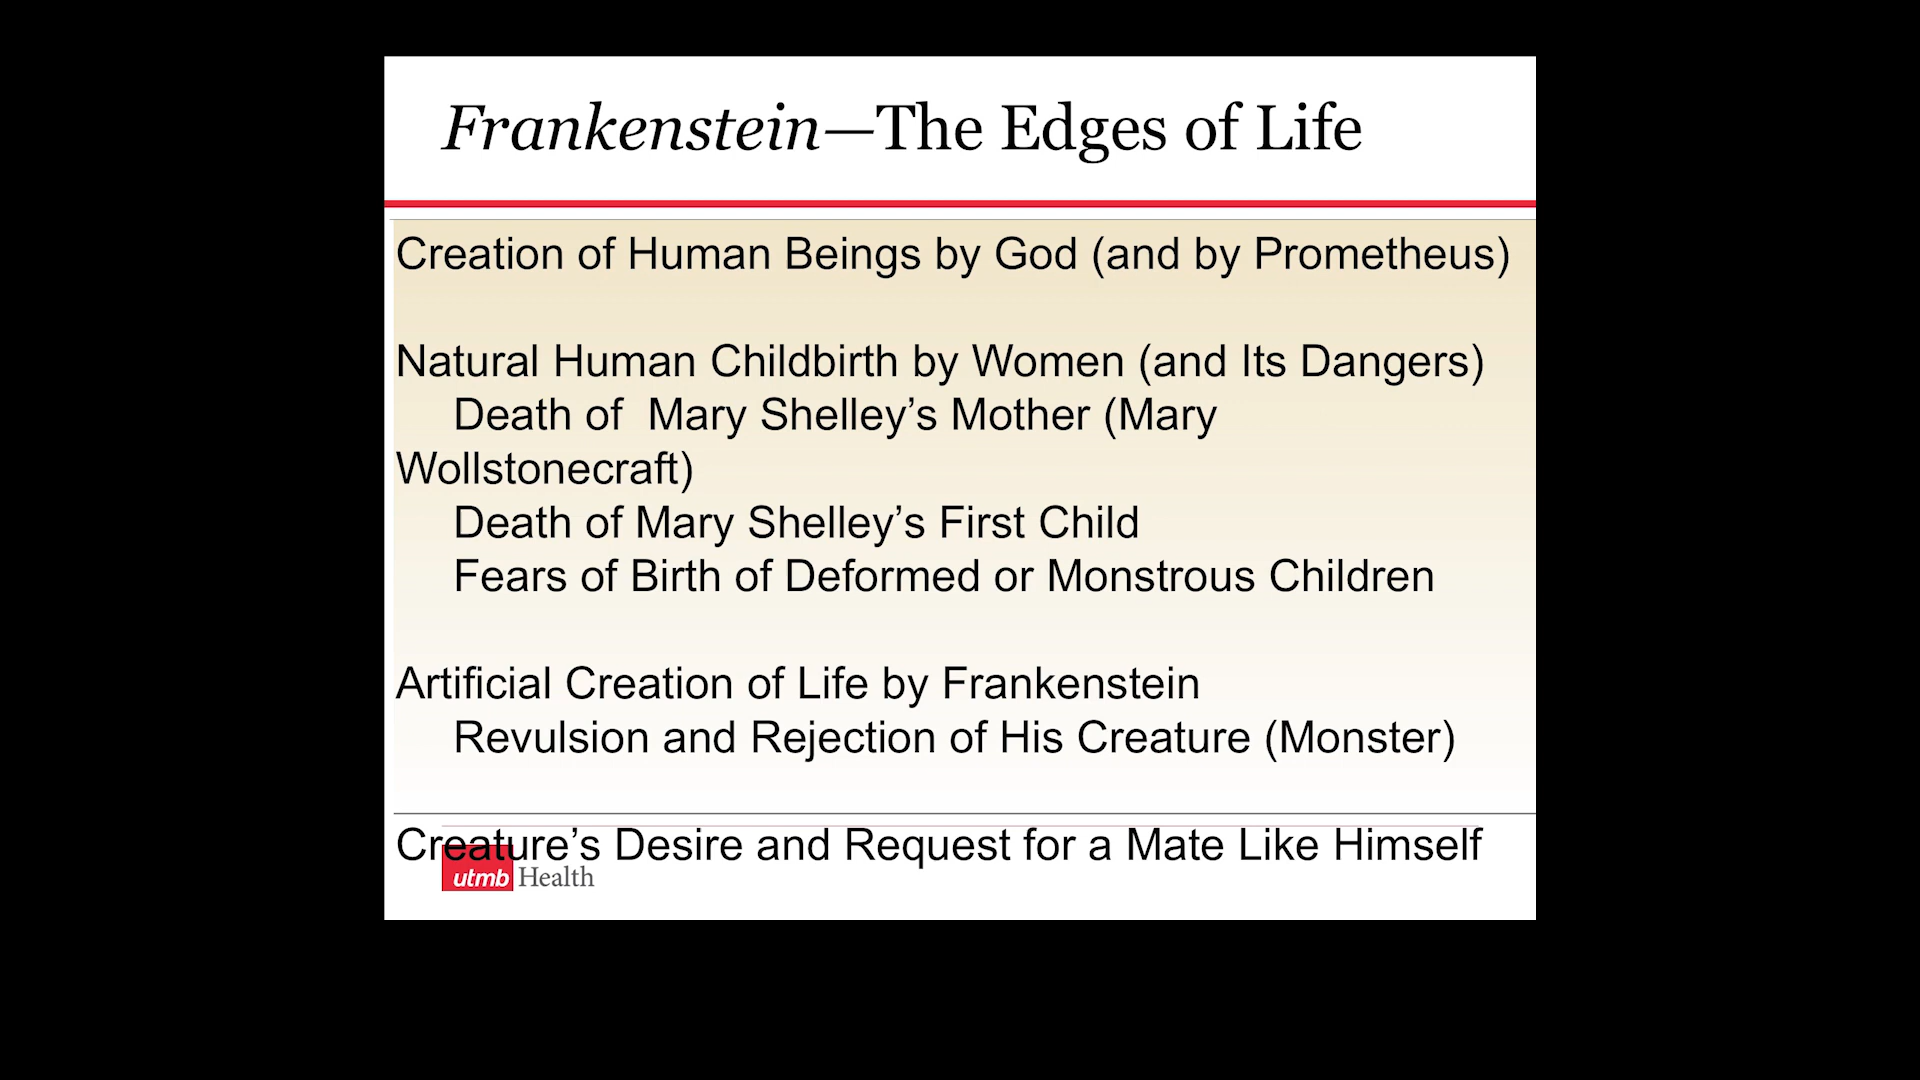 Frankenstein—The Edges of Life
Creation of Human Beings by God (and by Prometheus)
Natural Human Childbirth by Women (and Its Dangers)
Death of  Mary Shelley’s Mother (Mary
Wollstonecraft)
Death of Mary Shelley’s First Child
Fears of Birth of Deformed or Monstrous Children
Artificial Creation of Life by Frankenstein
Revulsion and Rejection of His Creature (Monster)
Creature’s Desire and Request for a Mate Like Himself
utmb Health